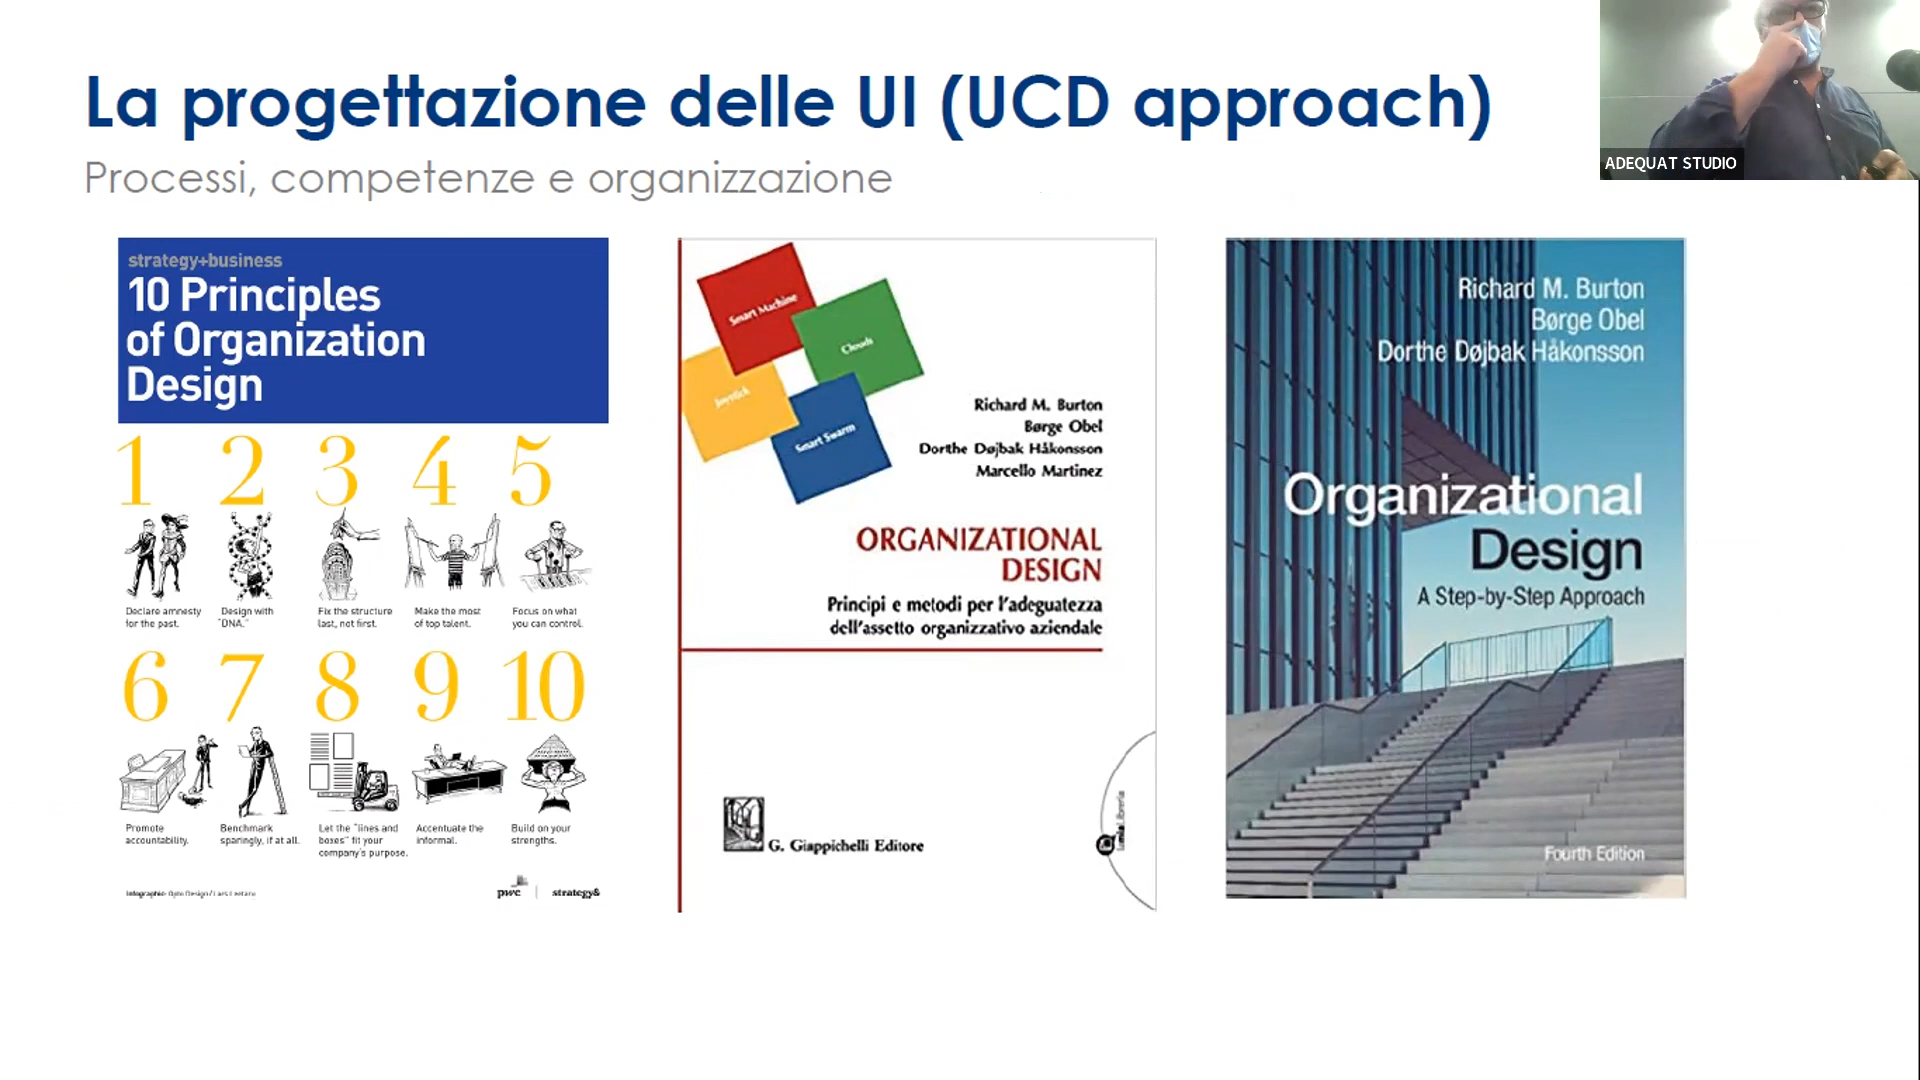 La progettazione delle UI (UCD approach)
Processi, competenze e organizzazione
ADEQUAT STUDIO
strategy+business
10 Principles
of Organization
Design
1 2 3 4 5
Declare amnesty
for the past.
Design with
"DNA."
Fix the structure
last, not first.
Make the most
of top talent.
Focus on what
you can control.
6 7 8 9 10
Promote
accountability.
Benchmark
sparingly, if at all.
Let the "lines and
boxes" fit your
company's purpose.
Accentuate the
informal.
Build on your
strengths.
Infographic: Opto Design /
pwc | strategy&
Smart Machine
Clouds
Joystick
Smart Swarm
Richard M. Burton
Børge Obel
Dorthe Døjbak Håkonsson
Marcello Martinez
ORGANIZATIONAL
DESIGN
Principi e metodi per l'adeguatezza
dell'assetto organizzativo aziendale
G. Giappichelli Editore
Richard M. Burton
Børge Obel
Dorthe Døjbak Håkonsson
Organizational
Design
A Step-by-Step Approach
Fourth Edition